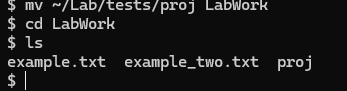 $ mv ~/Lab/tests/proj LabWork
$ cd LabWork
$ ls
example.txt  example_two.txt  proj
$